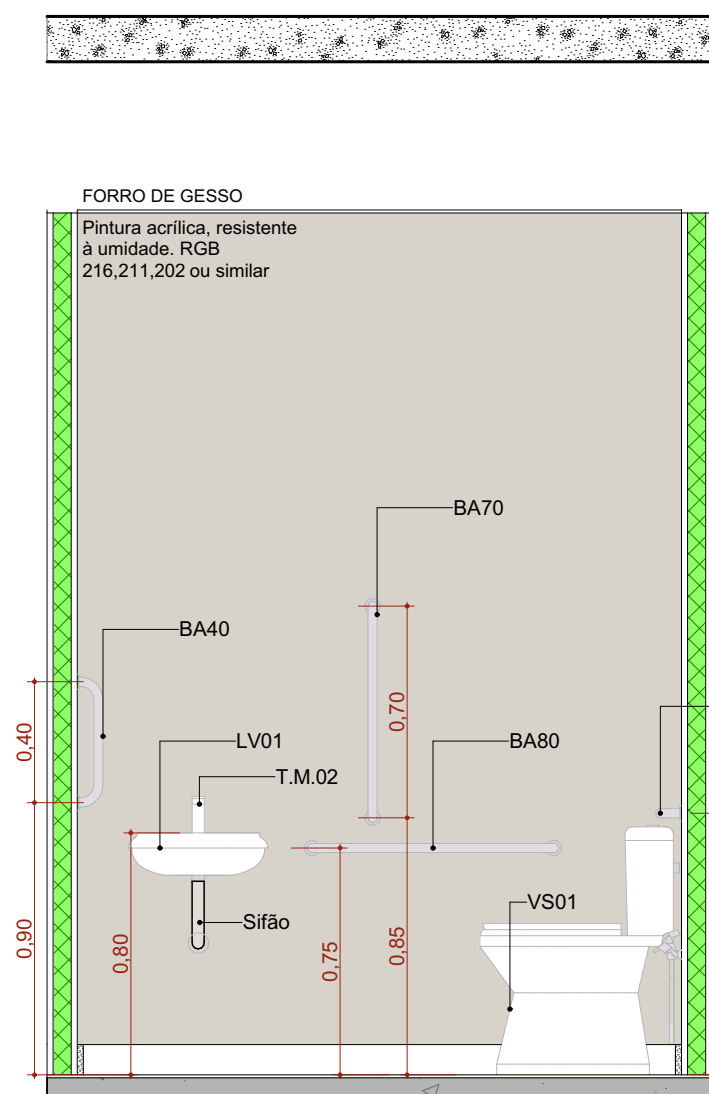 FORRO DE GESSO
Pintura acrílica, resistente
à umidade. RGB
216,211,202 ou similar
BA70
BA40
0,70
0,40
LV01
BA80
T.M.02
VS01
Sifão
0,90
0,80
0,75
0,85